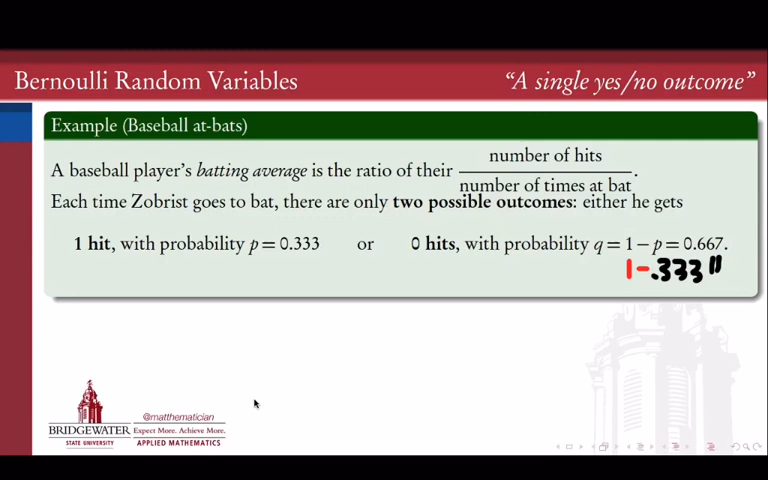 Bernoulli Random Variables
"A single yes/no outcome"
Example (Baseball at-bats)
A baseball player's batting average is the ratio of their number of hits / number of times at bat.
Each time Zobrist goes to bat, there are only two possible outcomes: either he gets
1 hit, with probability p = 0.333 or 0 hits, with probability q = 1 − p = 0.667.
1-.333 "
@matthematician
BRIDGEWATER
STATE UNIVERSITY
Expect More. Achieve More.
APPLIED MATHEMATICS